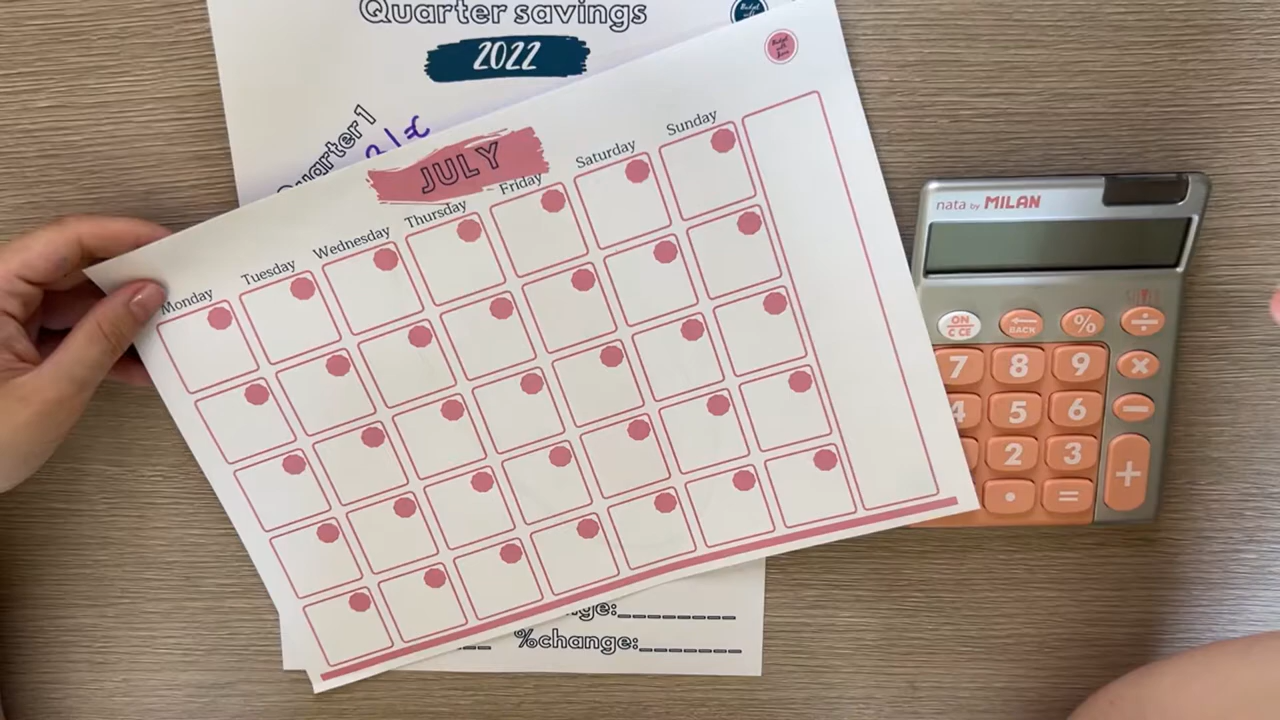 Quarter savings
2022
Quarter 1
JULY
Monday Tuesday Wednesday Thursday Friday Saturday Sunday
nata by MILAN
ON
C CE
BACK
%
÷
7 8 9 ×
4 5 6 −
2 3 +
• =
%change:_______